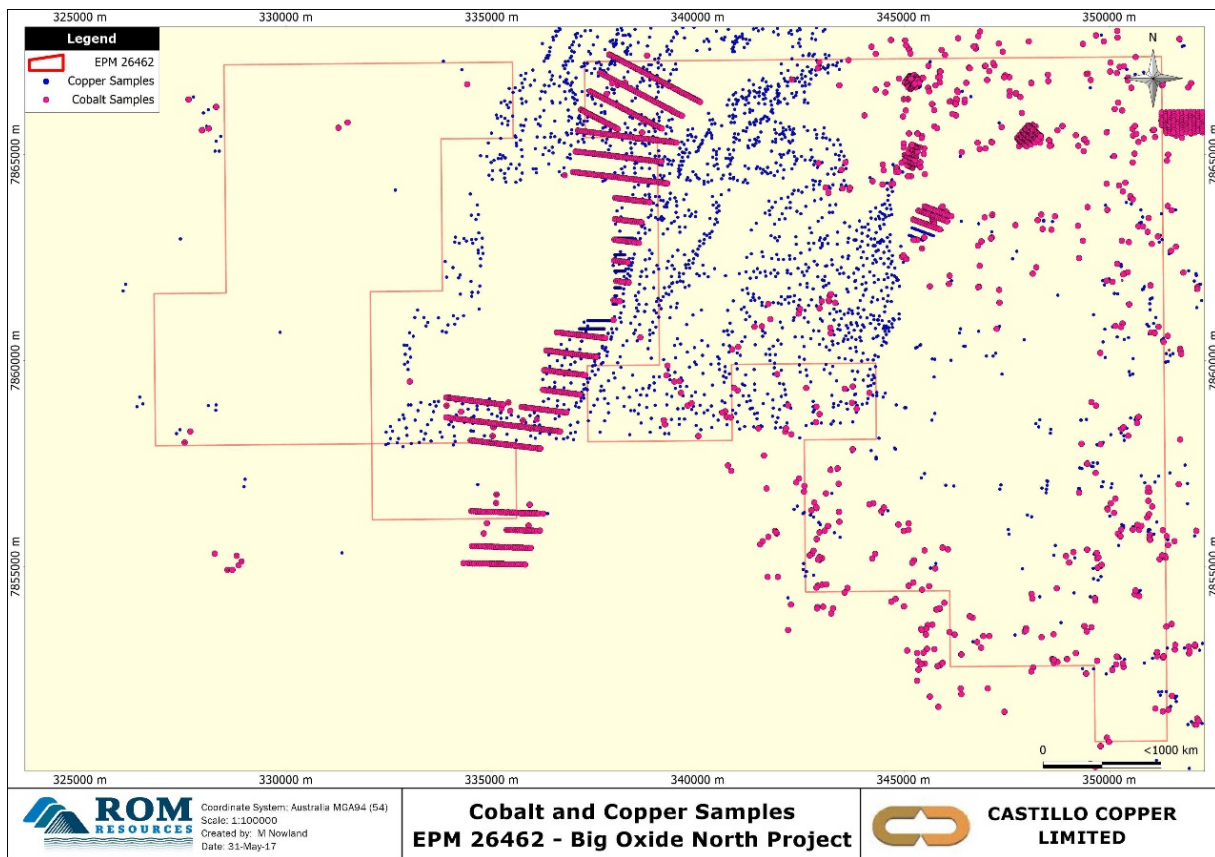 325000 m 330000 m 335000 m 340000 m 345000 m 350000 m
Legend
EPM 26462
Copper Samples
Cobalt Samples
N
7865000 m 7865000 m
7860000 m 7860000 m
7855000 m 7855000 m
0 <1000 km
325000 m 330000 m 335000 m 340000 m 345000 m 350000 m
ROM
RESOURCES
Coordinate System: Australia MGA94 (54)
Scale: 1:100000
Created by: M Nowland
Date: 31-May-17
Cobalt and Copper Samples
EPM 26462 - Big Oxide North Project
CASTILLO COPPER
LIMITED